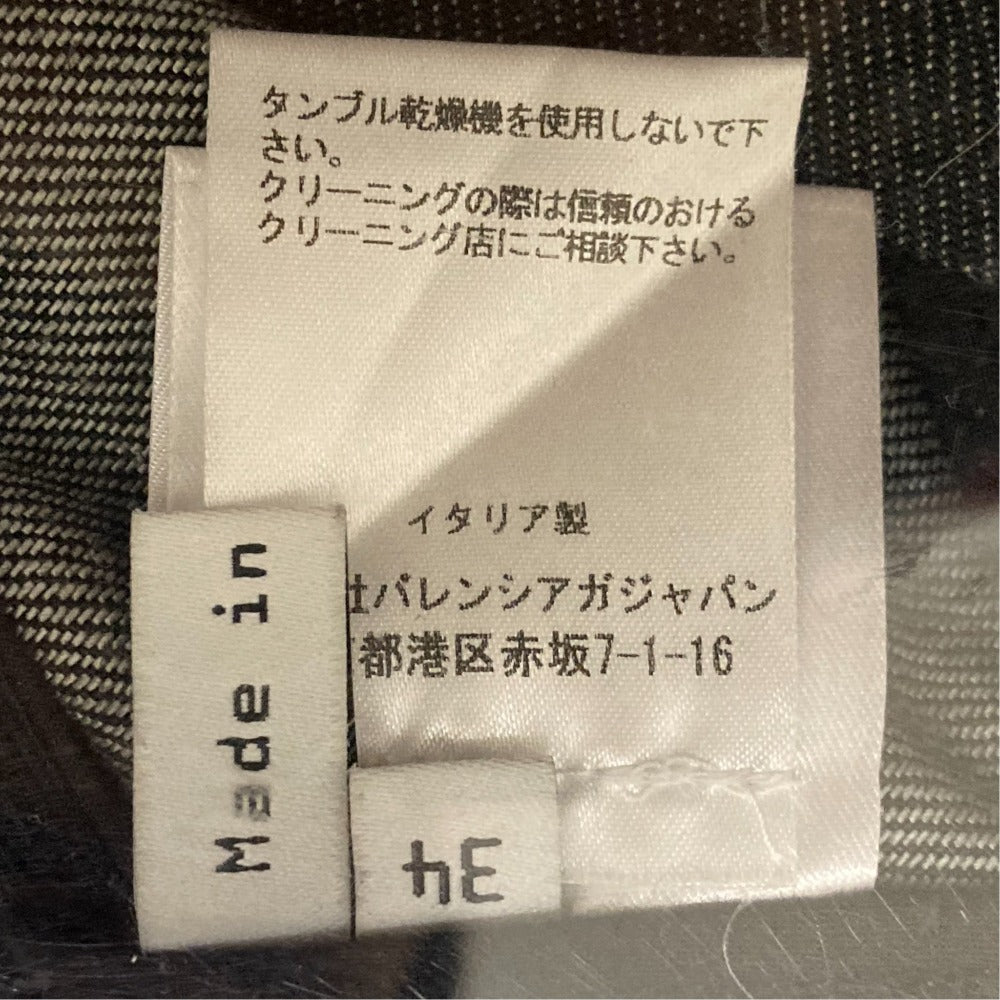 タンブル乾燥機を使用しないで下
さい。
クリーニングの際は信頼のおける
クリーニング店にご相談下さい。
イタリア製
社バレンシアガジャパン
都港区赤坂7-1-16
Made in
34